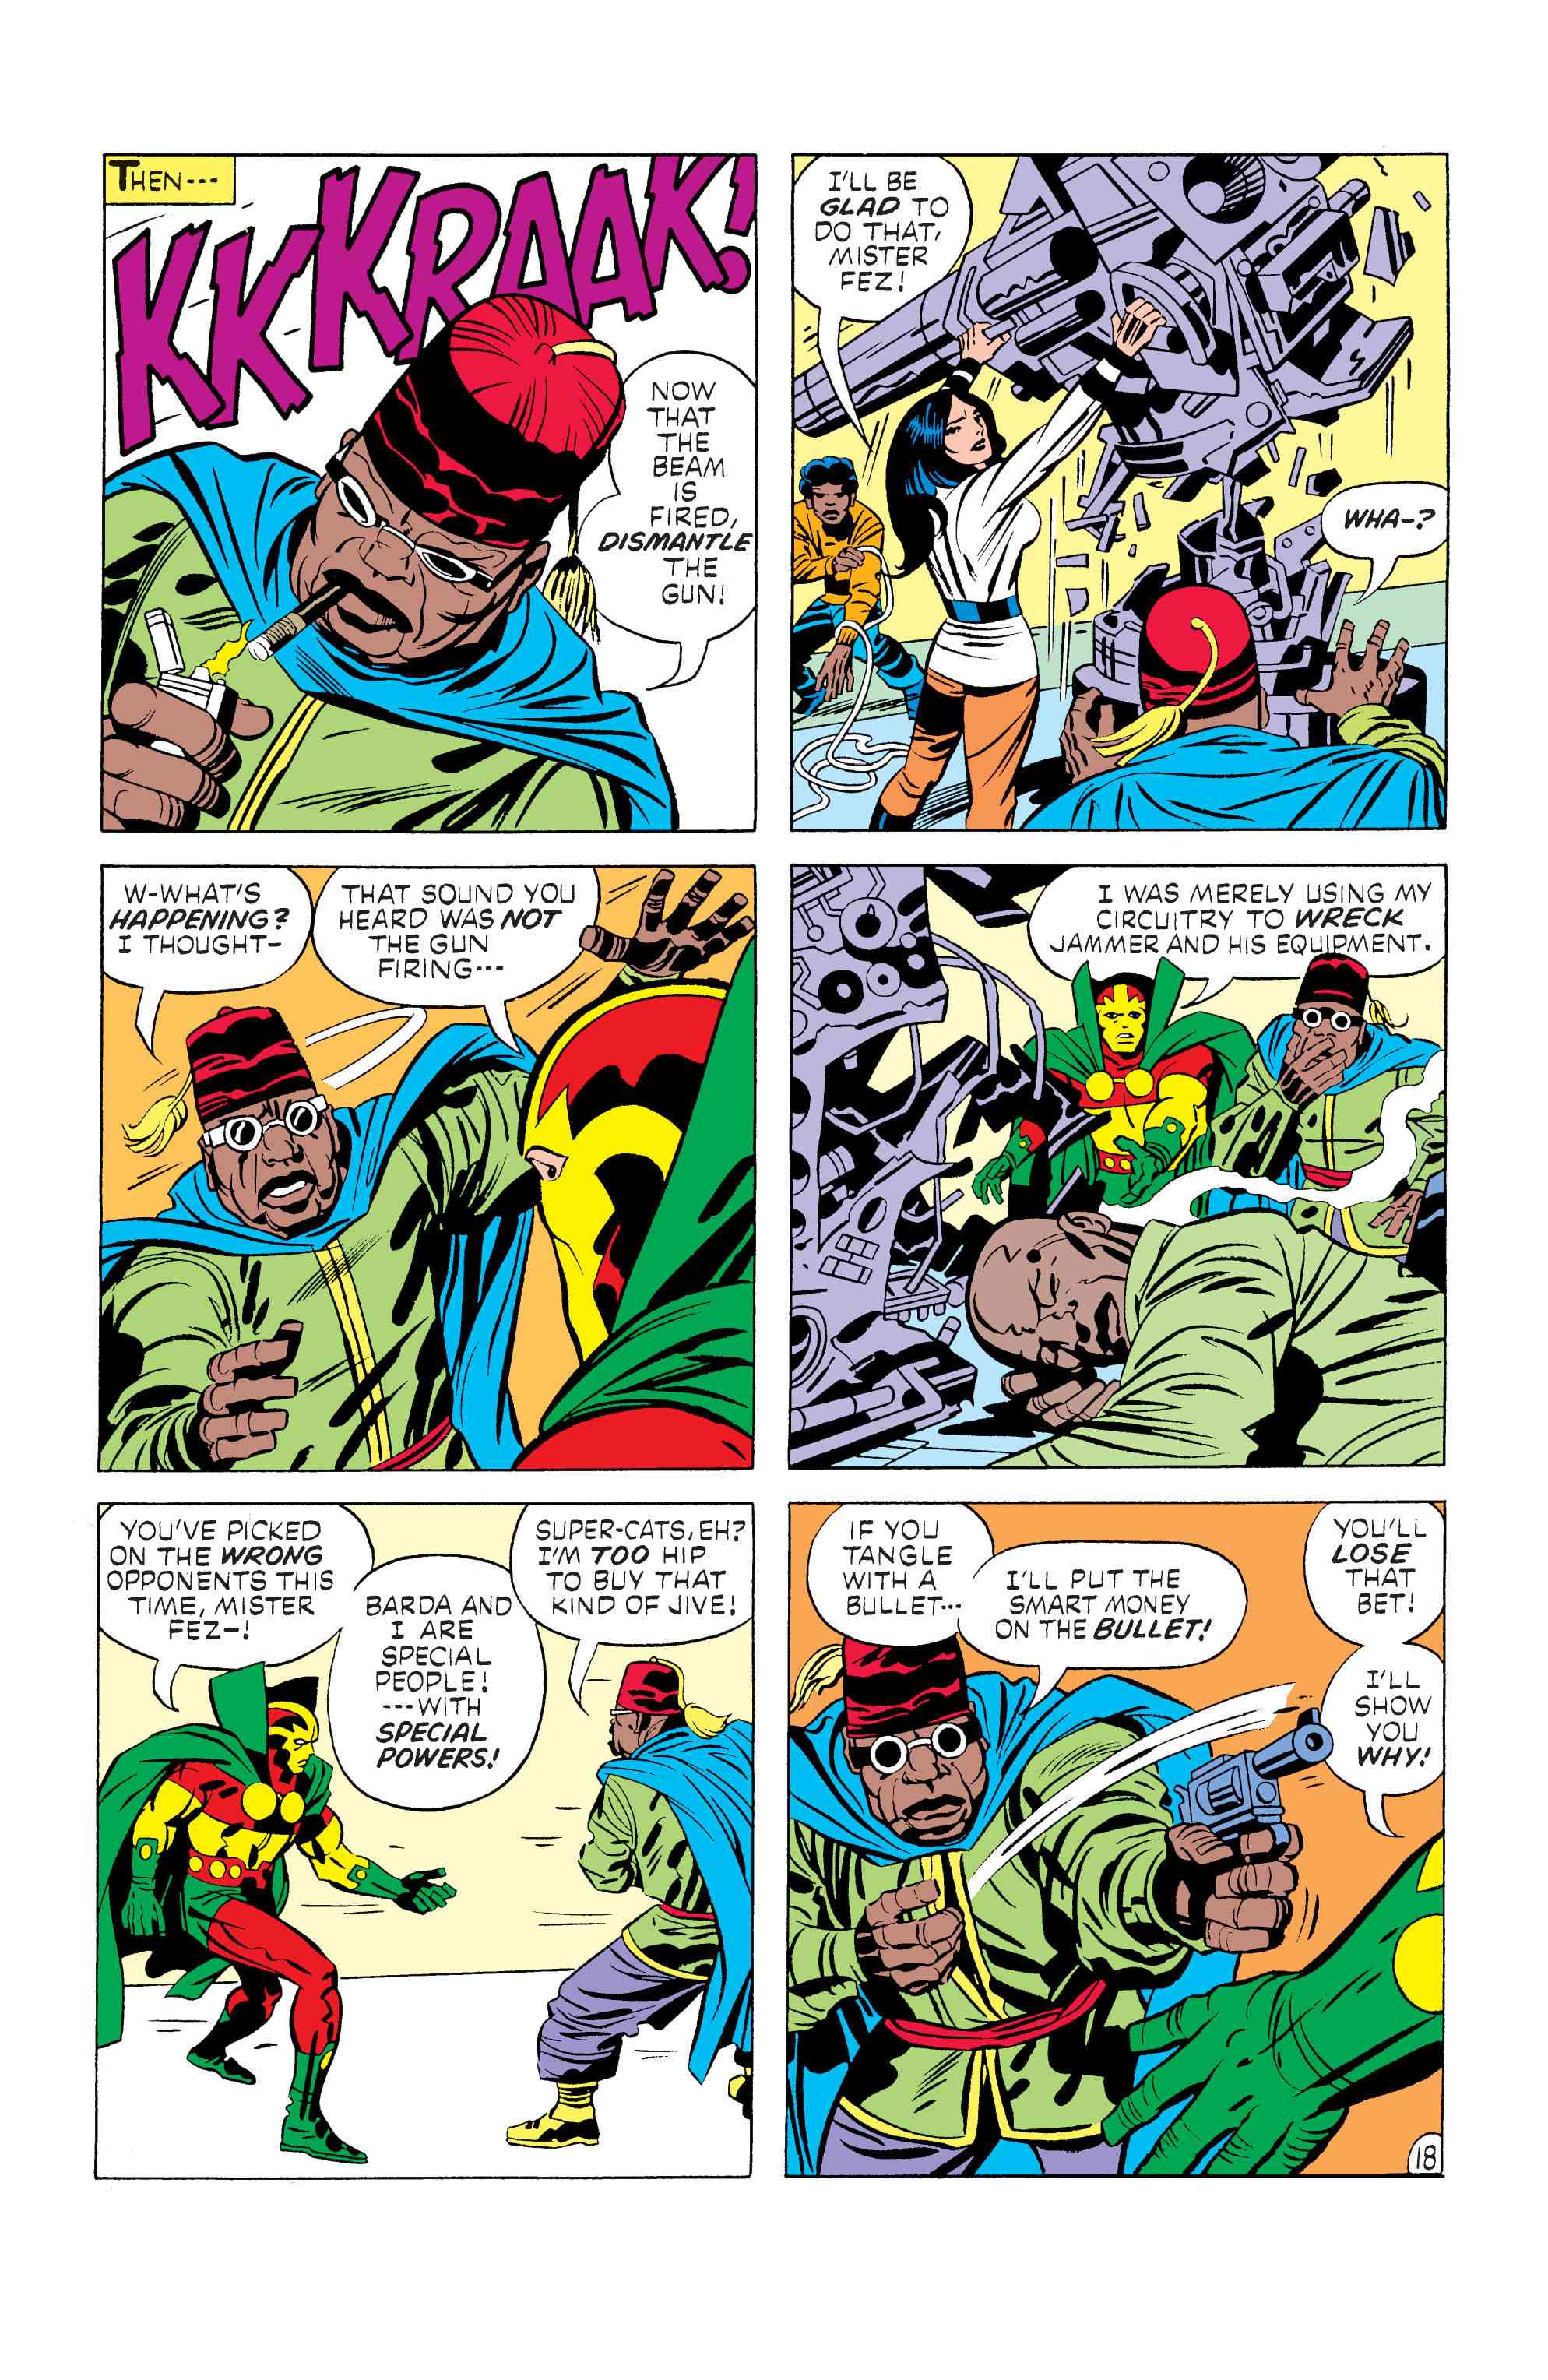 THEN---
KKKRAAK!
NOW
THAT
THE
BEAM
IS
FIRED,
DISMANTLE
THE
GUN!
I'LL BE
GLAD TO
DO THAT,
MISTER
FEZ!
WHA-?
W-WHAT'S
HAPPENING?
I THOUGHT-
THAT SOUND YOU
HEARD WAS NOT
THE GUN
FIRING---
I WAS MERELY USING MY
CIRCUITRY TO WRECK
JAMMER AND HIS EQUIPMENT.
YOU'VE PICKED
ON THE WRONG
OPPONENTS THIS
TIME, MISTER
FEZ-!
BARDA AND
I ARE
SPECIAL
PEOPLE!
---WITH
SPECIAL
POWERS!
SUPER-CATS, EH?
I'M TOO HIP
TO BUY THAT
KIND OF JIVE!
IF YOU
TANGLE
WITH A
BULLET---
I'LL PUT THE
SMART MONEY
ON THE BULLET!
YOU'LL
LOSE
THAT
BET!
I'LL
SHOW
YOU
WHY!
18